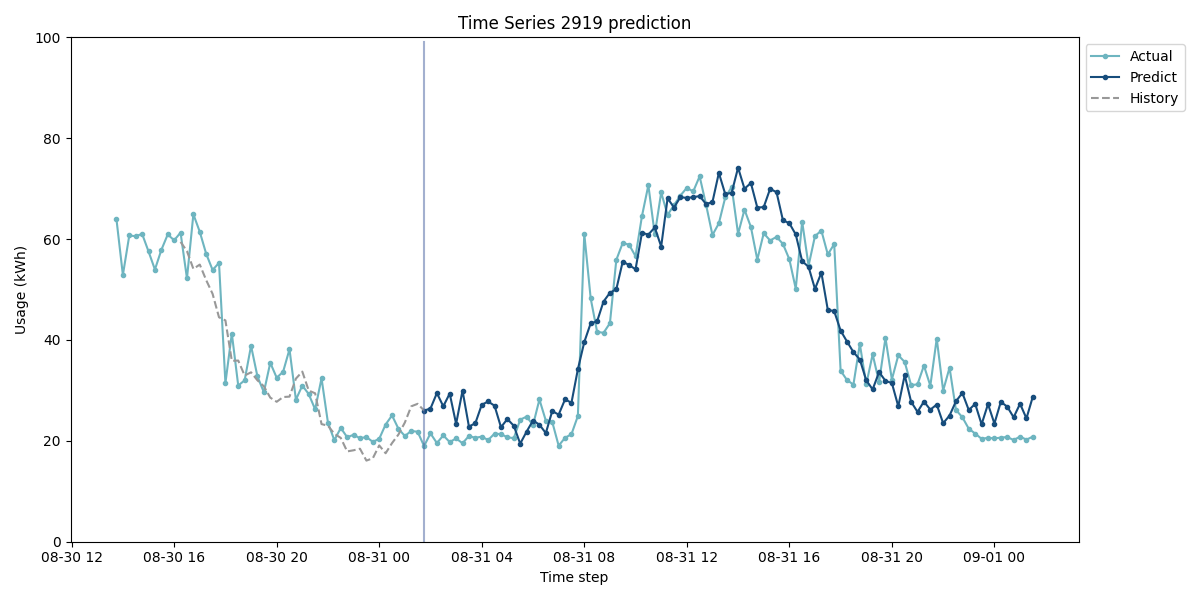 Time Series 2919 prediction
Usage (kWh)
100
80
60
40
20
0
08-30 12
08-30 16
08-30 20
08-31 00
08-31 04
08-31 08
08-31 12
08-31 16
08-31 20
09-01 00
Time step
Actual
Predict
History